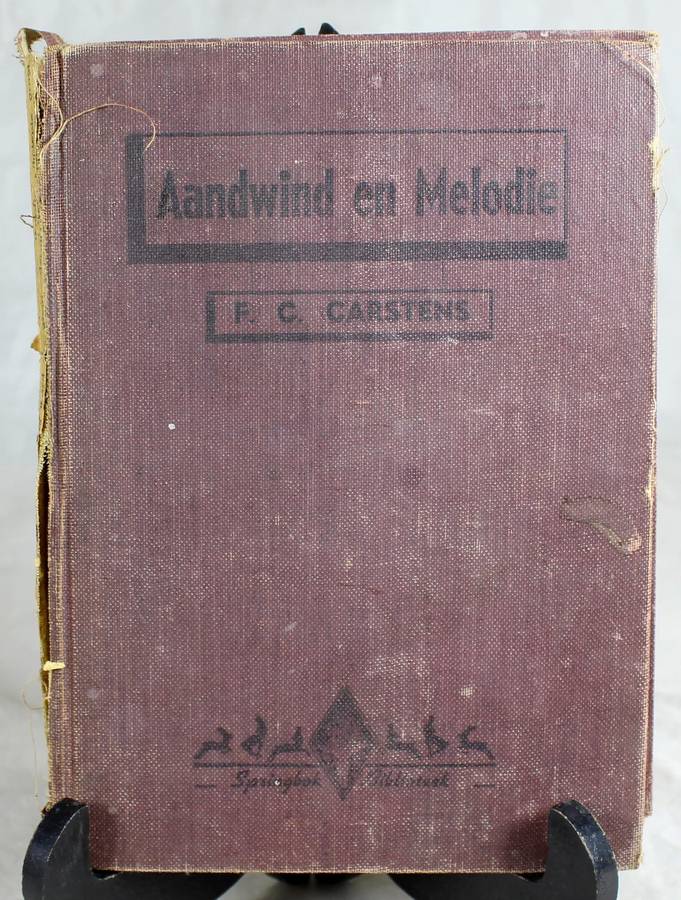 Aandwind en Melodie
F. C. CARSTENS
Springbok Biblioteek